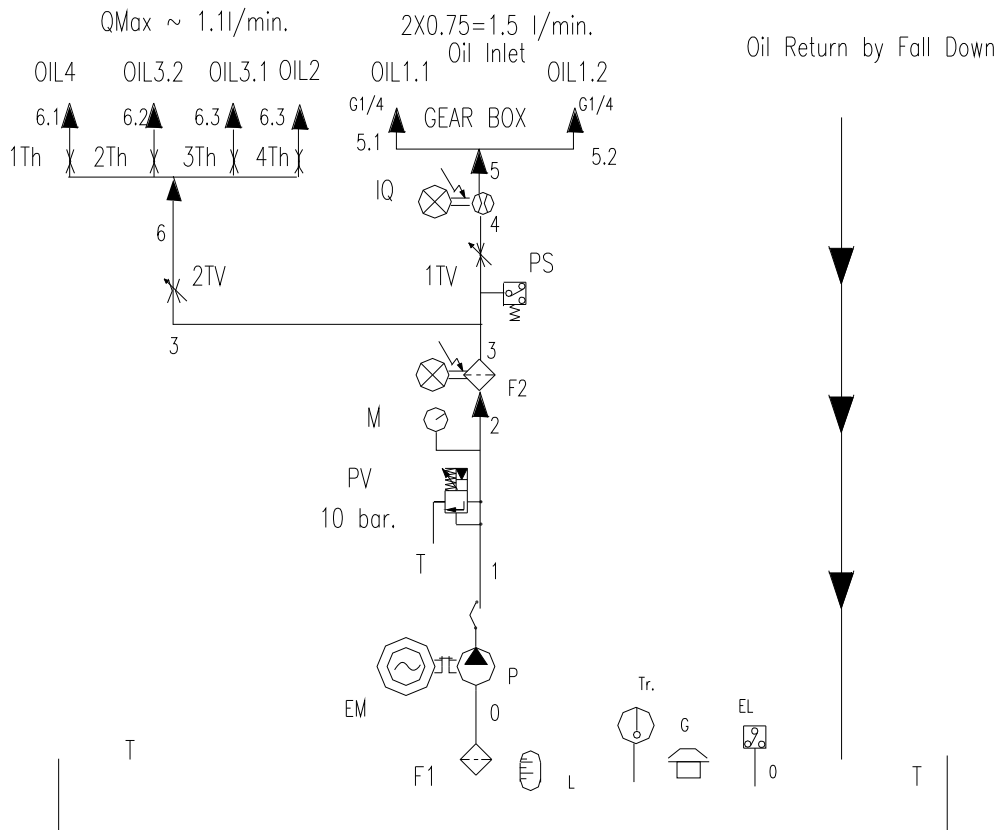 QMax ~ 1.1l/min.
2X0.75=1.5 l/min.
Oil Inlet
Oil Return by Fall Down
OIL4 OIL3.2 OIL3.1 OIL2 OIL1.1 OIL1.2
G1/4 GEAR BOX G1/4
6.1 6.2 6.3 6.3
5.1 5.2
1Th 2Th 3Th 4Th
5
IQ
4
6
2TV 1TV PS
3 3
F2
M 2
PV
10 bar.
T
1
P
EM 0
Tr.
G EL
T
F1 L 0 T